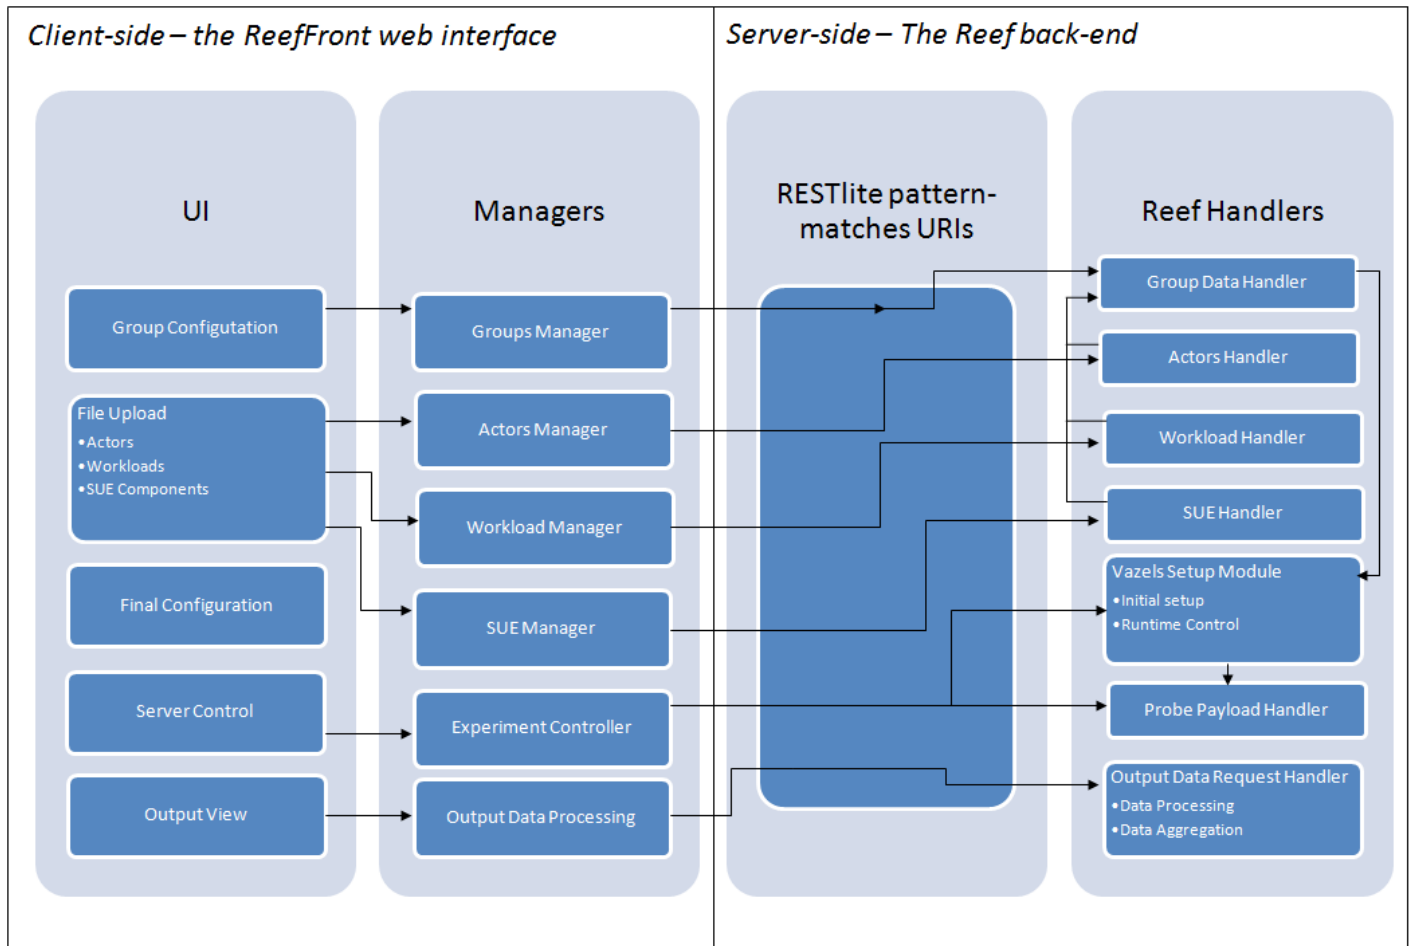 Client-side – the ReefFront web interface
Server-side – The Reef back-end
UI
Group Configutation
File Upload
•Actors
•Workloads
•SUE Components
Final Configuration
Server Control
Output View
Managers
Groups Manager
Actors Manager
Workload Manager
SUE Manager
Experiment Controller
Output Data Processing
RESTlite pattern-
matches URIs
Reef Handlers
Group Data Handler
Actors Handler
Workload Handler
SUE Handler
Vazels Setup Module
•Initial setup
•Runtime Control
Probe Payload Handler
Output Data Request Handler
•Data Processing
•Data Aggregation